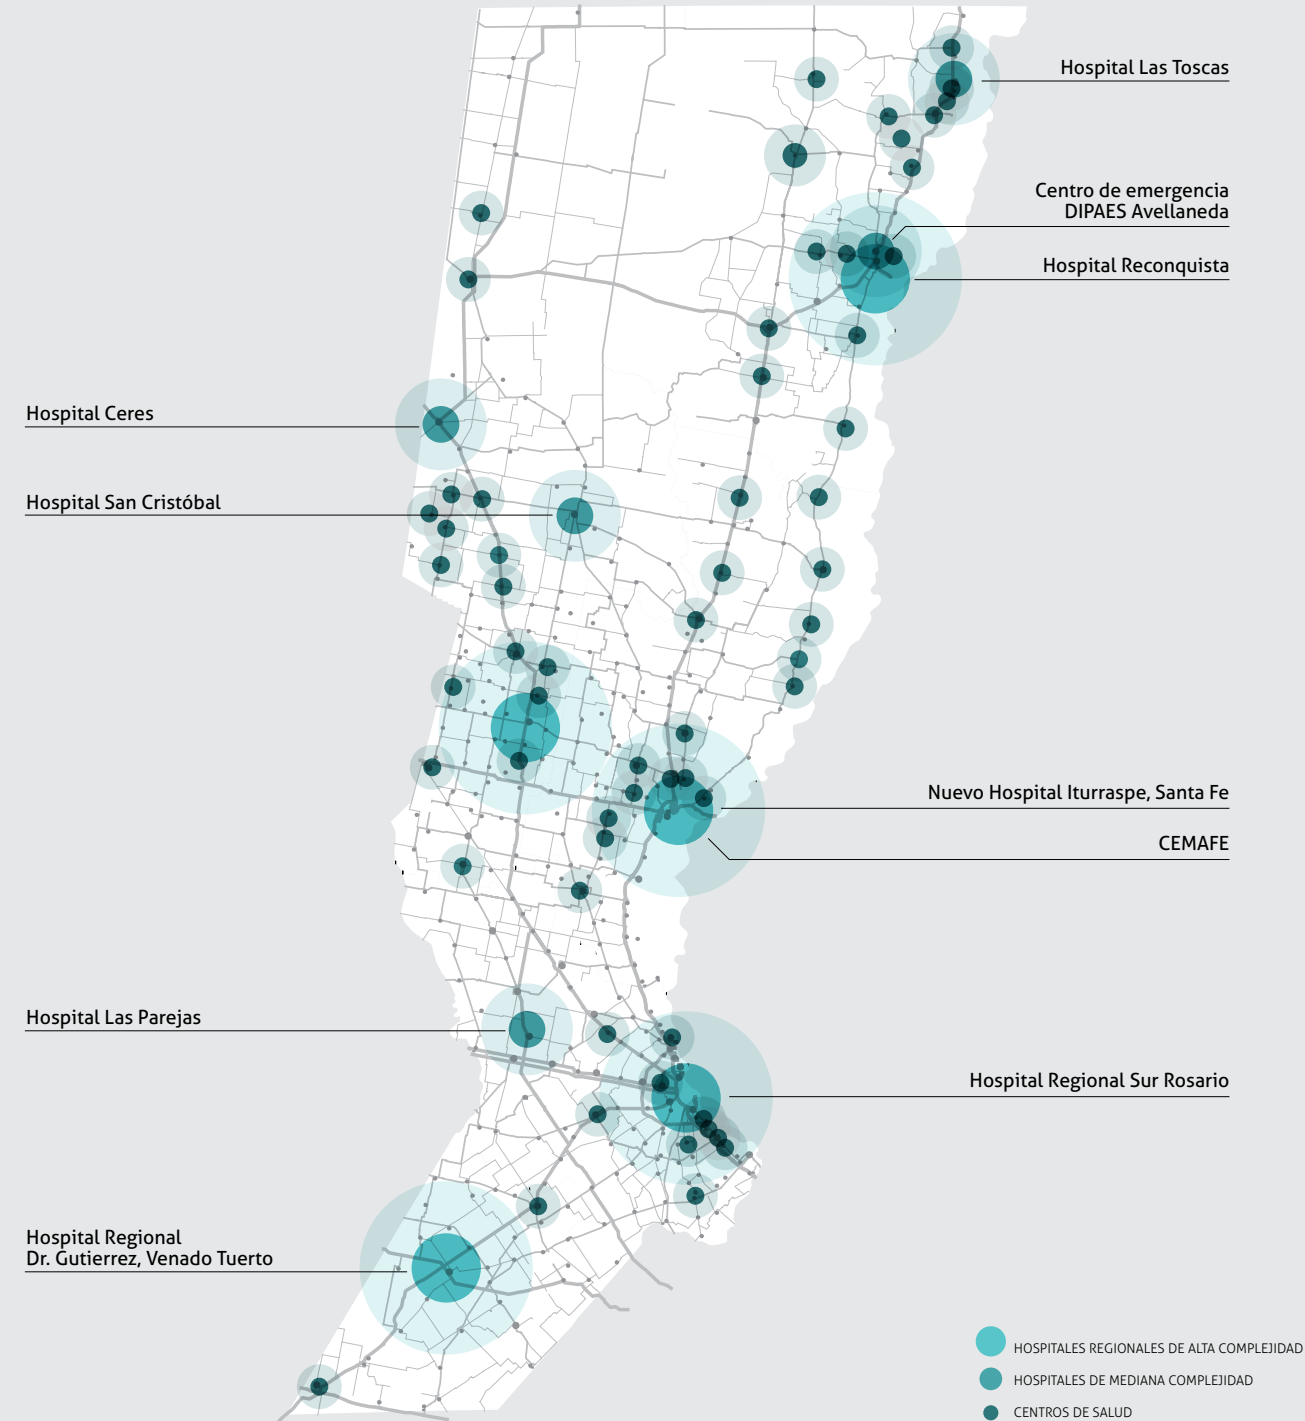 Hospital Las Toscas
Centro de emergencia
DIPAES Avellaneda
Hospital Reconquista
Hospital Ceres
Hospital San Cristóbal
Nuevo Hospital Iturraspe, Santa Fe
CEMAFE
Hospital Las Parejas
Hospital Regional Sur Rosario
Hospital Regional
Dr. Gutierrez, Venado Tuerto
HOSPITALES REGIONALES DE ALTA COMPLEJIDAD
HOSPITALES DE MEDIANA COMPLEJIDAD
CENTROS DE SALUD